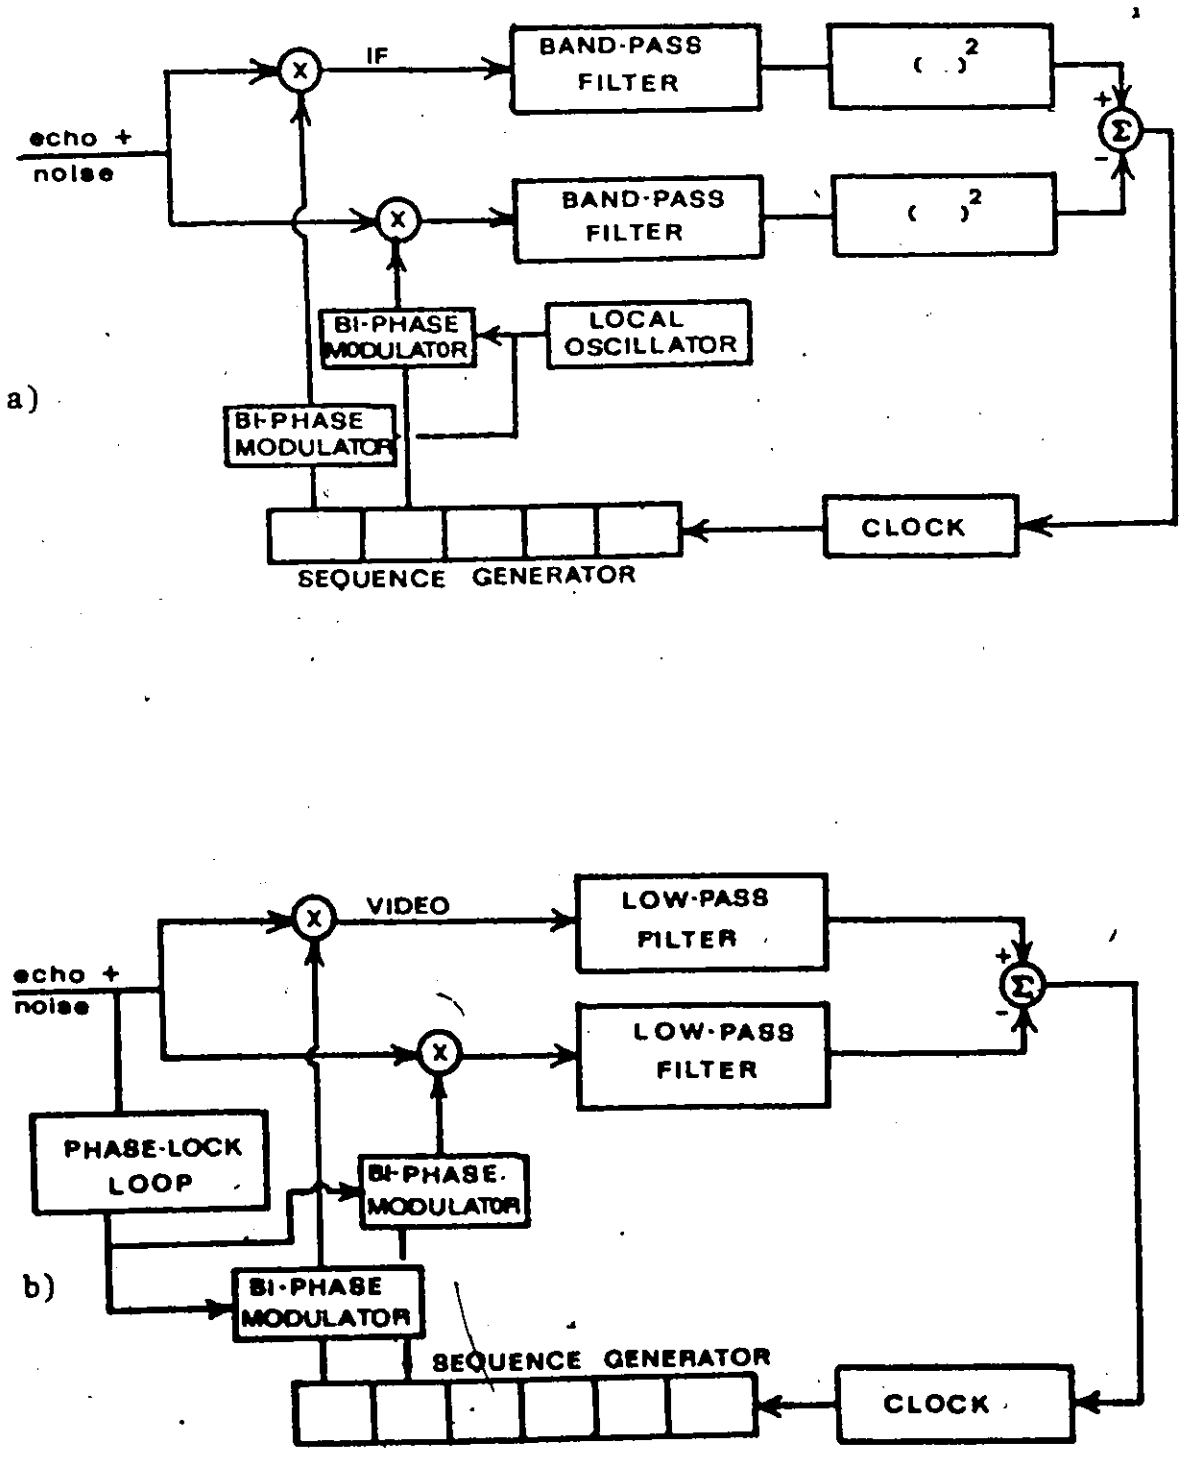 IF
BAND-PASS
FILTER
( )²
X
+
Σ
echo +
noise
-
X
BAND-PASS
FILTER
( )²
BI-PHASE
MODULATOR
LOCAL
OSCILLATOR
a)
BI-PHASE
MODULATOR
CLOCK
SEQUENCE GENERATOR
X
VIDEO
LOW-PASS
FILTER
echo +
noise
+
Σ
-
X
LOW-PASS
FILTER
PHASE-LOCK
LOOP
BI-PHASE
MODULATOR
b)
BI-PHASE
MODULATOR
SEQUENCE GENERATOR
CLOCK